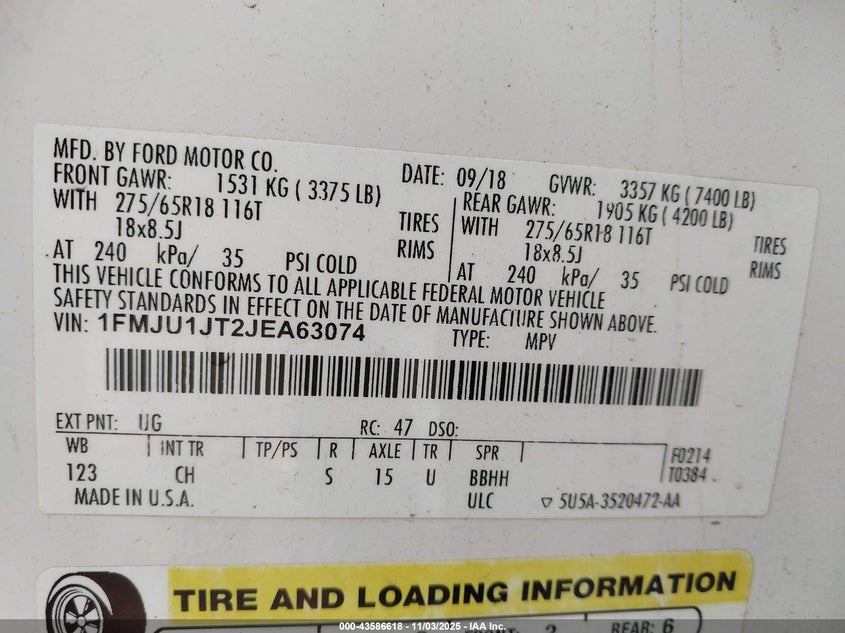 MFD. BY FORD MOTOR CO.
DATE: 09/18 GVWR: 3357 KG ( 7400 LB)
FRONT GAWR: 1531 KG ( 3375 LB)
WITH 275/65R18 116T TIRES
18x8.5J RIMS
AT 240 kPa/ 35 PSI COLD
REAR GAWR: 1905 KG ( 4200 LB)
WITH 275/65R18 116T TIRES
18x8.5J RIMS
AT 240 kPa/ 35 PSI COLD
THIS VEHICLE CONFORMS TO ALL APPLICABLE FEDERAL MOTOR VEHICLE
SAFETY STANDARDS IN EFFECT ON THE DATE OF MANUFACTURE SHOWN ABOVE.
VIN: 1FMJU1JT2JEA63074 TYPE: MPV
EXT PNT: UG RC: 47 DSO:
WB INT TR TP/PS R AXLE TR SPR
F0214
123 CH S 15 U BBHH
T0384
MADE IN U.S.A. ULC ▽ 5U5A-3520472-AA
TIRE AND LOADING INFORMATION
REAR: 6
000-43586618 - 11/03/2025 - IAA Inc.